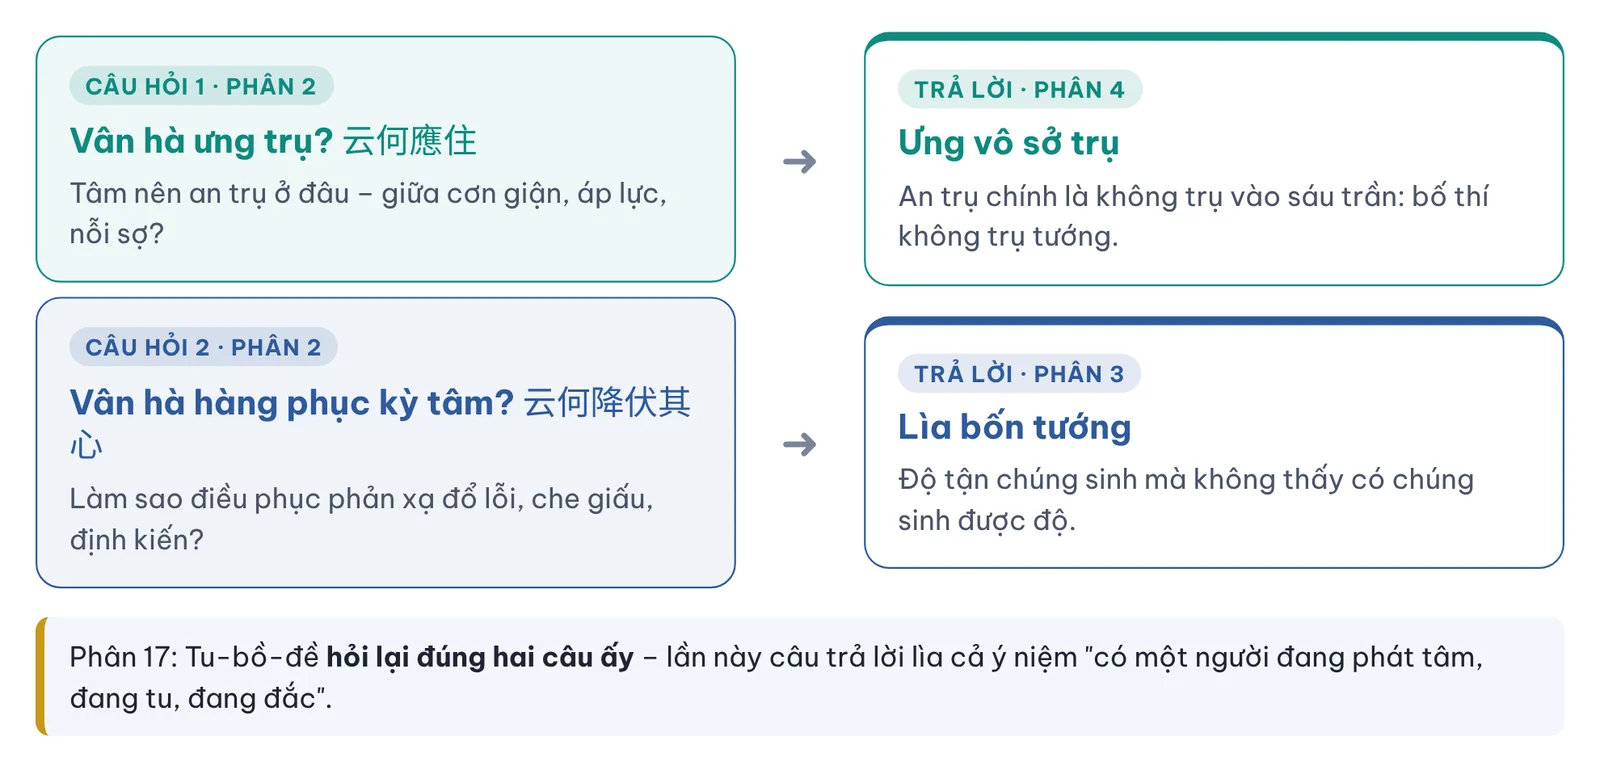 CÂU HỎI 1 · PHÂN 2
Vân hà ưng trụ? 云何應住
Tâm nên an trụ ở đâu – giữa cơn giận, áp lực,
nỗi sợ?
TRẢ LỜI · PHÂN 4
Ưng vô sở trụ
An trụ chính là không trụ vào sáu trần: bố thí
không trụ tướng.
CÂU HỎI 2 · PHÂN 2
Vân hà hàng phục kỳ tâm? 云何降伏其
心
Làm sao điều phục phản xạ đổ lỗi, che giấu,
định kiến?
TRẢ LỜI · PHÂN 3
Lìa bốn tướng
Độ tận chúng sinh mà không thấy có chúng
sinh được độ.
Phân 17: Tu-bồ-đề hỏi lại đúng hai câu ấy – lần này câu trả lời lìa cả ý niệm "có một người đang phát tâm,
đang tu, đang đắc".